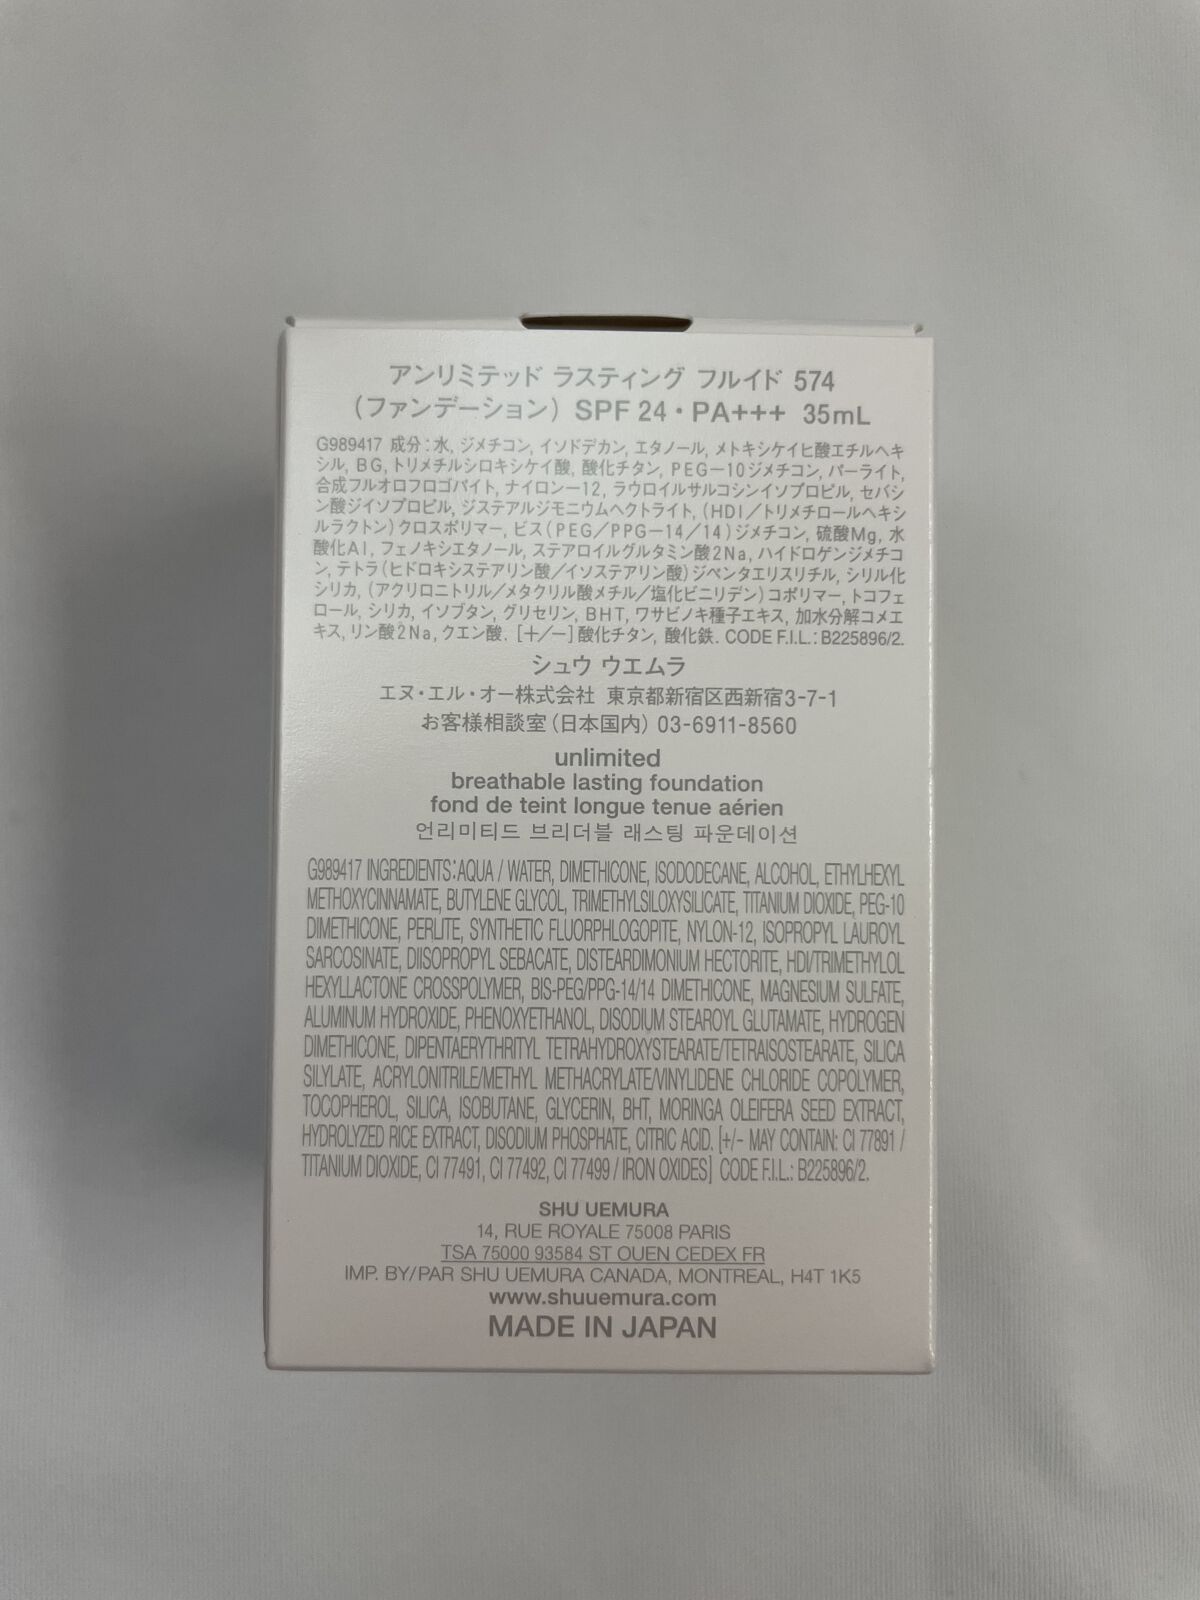 アンリミテッド ラスティング フルイド 574
(ファンデーション) SPF 24・PA+++ 35mL
G989417 成分:水, ジメチコン, イソドデカン, エタノール, メトキシケイヒ酸エチルヘキ
シル, BG, トリメチルシロキシケイ酸, 酸化チタン, PEG－10ジメチコン, パーライト,
合成フルオロフロゴパイト, ナイロン－12, ラウロイルサルコシンイソプロピル, セバシ
ン酸ジイソプロピル, ジステアルジモニウムヘクトライト, (HDI／トリメチロールヘキシ
ルラクトン)クロスポリマー, ビス(PEG／PPG－14／14)ジメチコン, 硫酸Mg, 水
酸化Al, フェノキシエタノール, ステアロイルグルタミン酸2Na, ハイドロゲンジメチコ
ン, テトラ(ヒドロキシステアリン酸／イソステアリン酸)ジペンタエリスリチル, シリル化
シリカ, (アクリロニトリル／メタクリル酸メチル／塩化ビニリデン)コポリマー, トコフェ
ロール, シリカ, イソブタン, グリセリン, BHT, ワサビノキ種子エキス, 加水分解コメエ
キス, リン酸2Na, クエン酸. [＋/－]酸化チタン, 酸化鉄. CODE F.I.L.: B225896/2.
シュウ ウエムラ
エヌ・エル・オー株式会社 東京都新宿区西新宿3-7-1
お客様相談室(日本国内) 03-6911-8560
unlimited
breathable lasting foundation
fond de teint longue tenue aérien
언리미티드 브리더블 래스팅 파운데이션
G989417 INGREDIENTS: AQUA / WATER, DIMETHICONE, ISODODECANE, ALCOHOL, ETHYLHEXYL
METHOXYCINNAMATE, BUTYLENE GLYCOL, TRIMETHYLSILOXYSILICATE, TITANIUM DIOXIDE, PEG-10
DIMETHICONE, PERLITE, SYNTHETIC FLUORPHLOGOPITE, NYLON-12, ISOPROPYL LAUROYL
SARCOSINATE, DIISOPROPYL SEBACATE, DISTEARDIMONIUM HECTORITE, HDI/TRIMETHYLOL
HEXYLLACTONE CROSSPOLYMER, BIS-PEG/PPG-14/14 DIMETHICONE, MAGNESIUM SULFATE,
ALUMINUM HYDROXIDE, PHENOXYETHANOL, DISODIUM STEAROYL GLUTAMATE, HYDROGEN
DIMETHICONE, DIPENTAERYTHRITYL TETRAHYDROXYSTEARATE/TETRAISOSTEARATE, SILICA
SILYLATE, ACRYLONITRILE/METHYL METHACRYLATE/VINYLIDENE CHLORIDE COPOLYMER,
TOCOPHEROL, SILICA, ISOBUTANE, GLYCERIN, BHT, MORINGA OLEIFERA SEED EXTRACT,
HYDROLYZED RICE EXTRACT, DISODIUM PHOSPHATE, CITRIC ACID. [+/- MAY CONTAIN: CI 77891 /
TITANIUM DIOXIDE, CI 77491, CI 77492, CI 77499 / IRON OXIDES] CODE F.I.L.: B225896/2.
SHU UEMURA
14, RUE ROYALE 75008 PARIS
TSA 75000 93584 ST OUEN CEDEX FR
IMP. BY/PAR SHU UEMURA CANADA, MONTREAL, H4T 1K5
www.shuuemura.com
MADE IN JAPAN